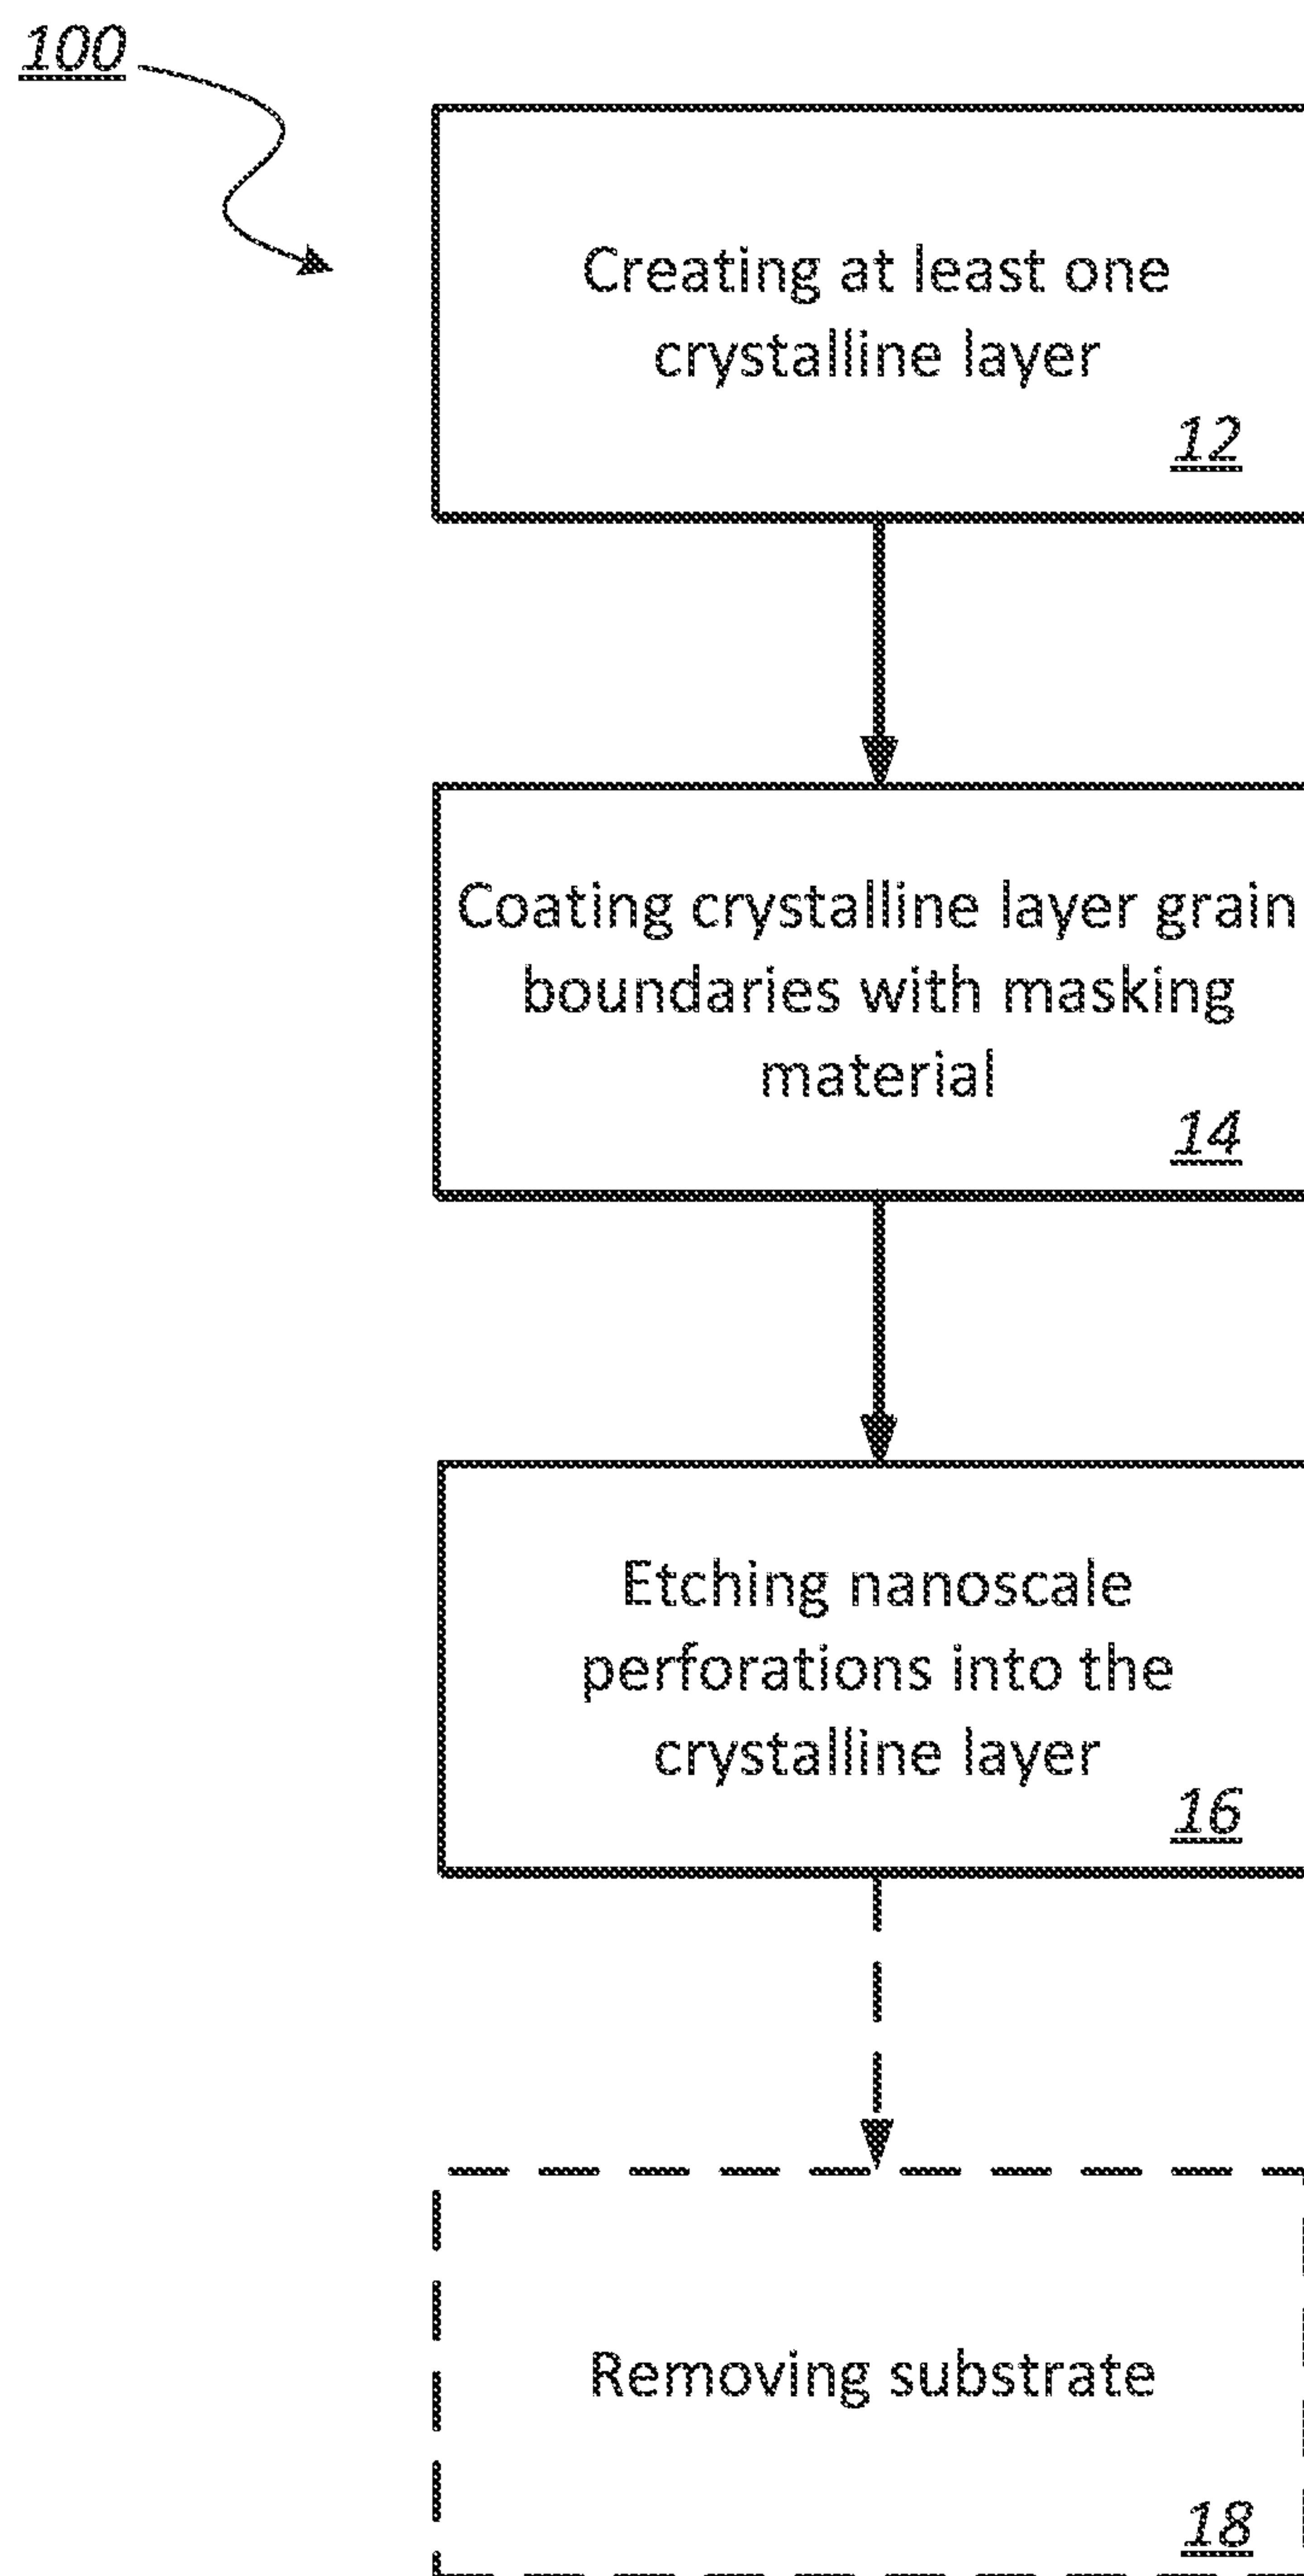 100
Creating at least one
crystalline layer
12
Coating crystalline layer grain
boundaries with masking
material
14
Etching nanoscale
perforations into the
crystalline layer
16
Removing substrate
18